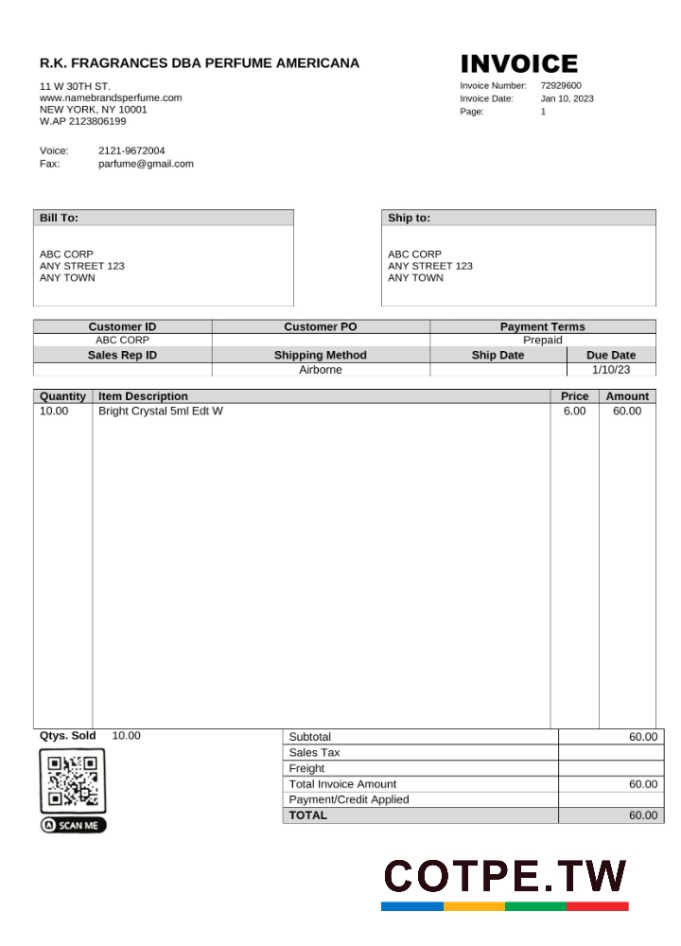 R.K. FRAGRANCES DBA PERFUME AMERICANA
11 W 30TH ST.
www.namebrandsperfume.com
NEW YORK, NY 10001
W.AP 2123806199
Voice: 2121-9672004
Fax: parfume@gmail.com
INVOICE
Invoice Number: 72929600
Invoice Date: Jan 10, 2023
Page: 1
Bill To:
ABC CORP
ANY STREET 123
ANY TOWN
Ship to:
ABC CORP
ANY STREET 123
ANY TOWN
Customer ID Customer PO Payment Terms
ABC CORP Prepaid
Sales Rep ID Shipping Method Ship Date Due Date
Airborne 1/10/23
Quantity Item Description Price Amount
10.00 Bright Crystal 5ml Edt W 6.00 60.00
Qtys. Sold 10.00
SCAN ME
Subtotal 60.00
Sales Tax
Freight
Total Invoice Amount 60.00
Payment/Credit Applied
TOTAL 60.00
COTPE.TW